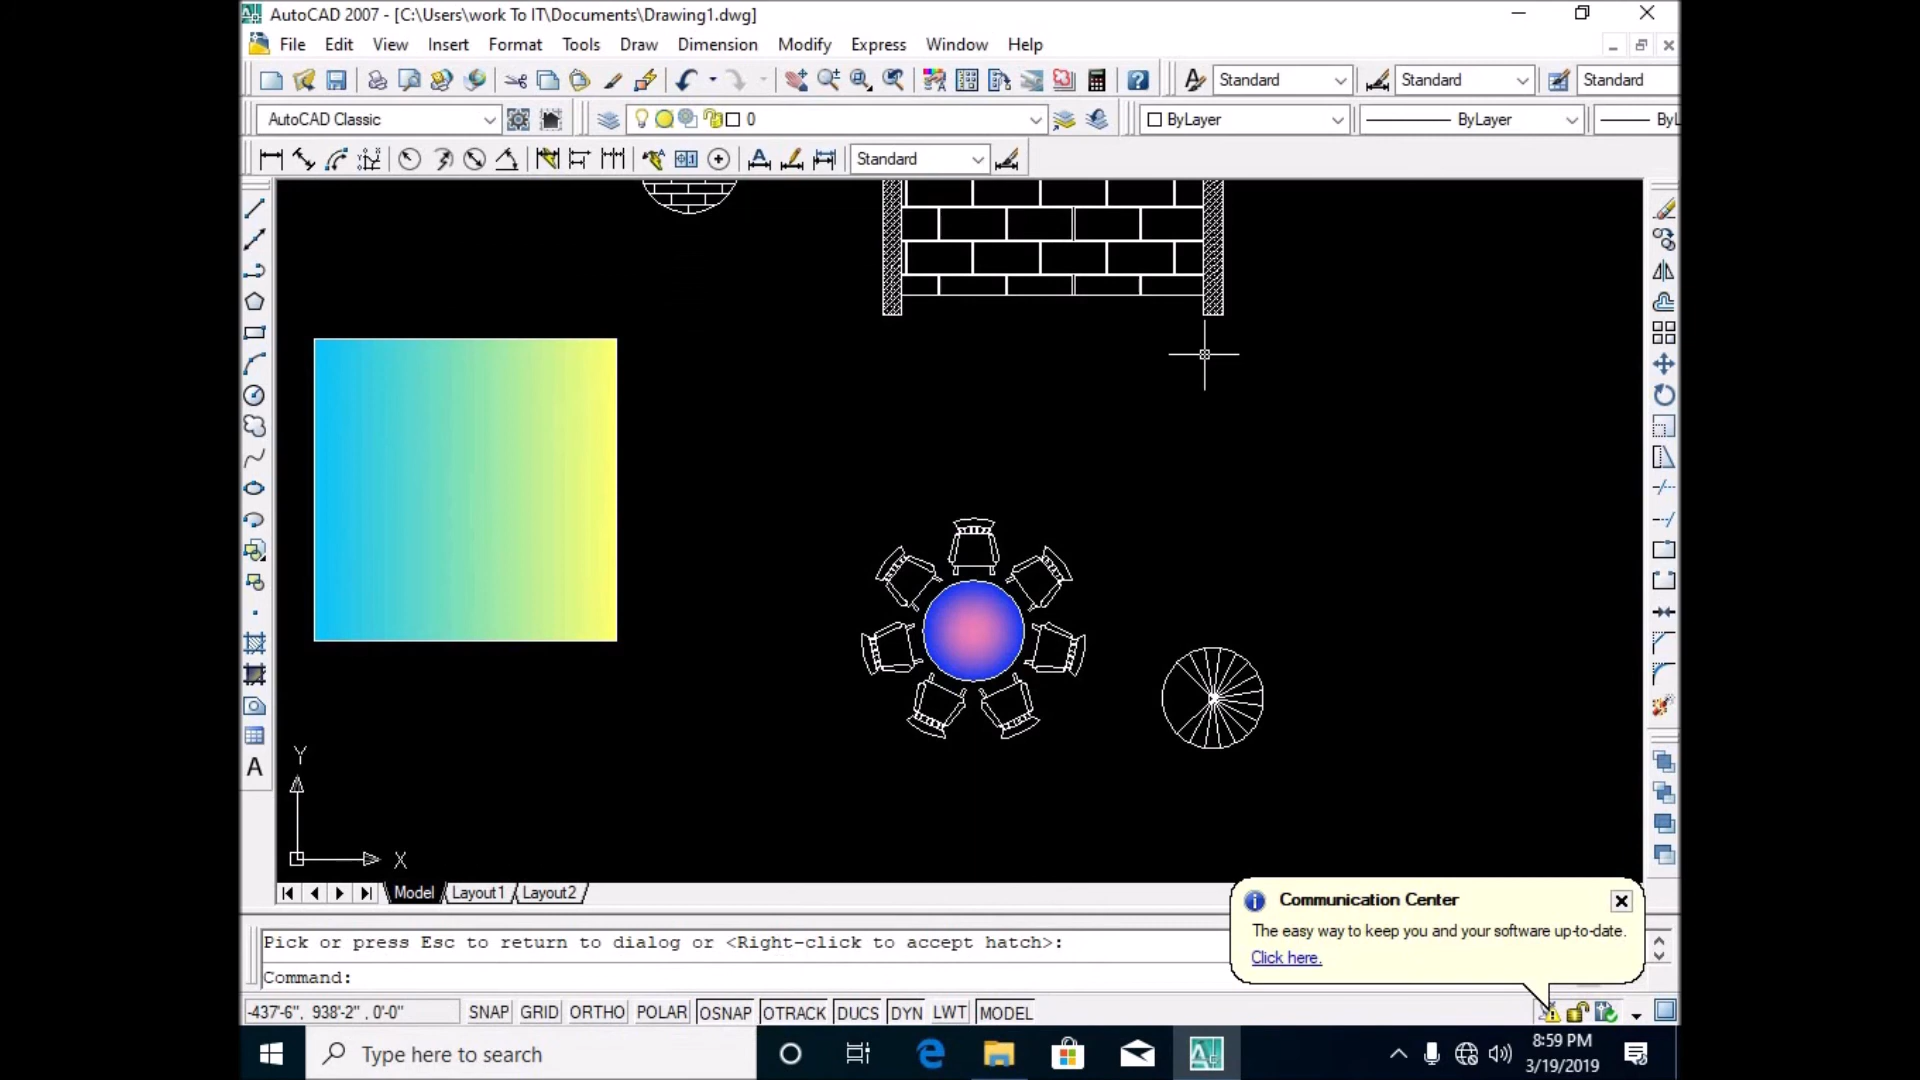 AutoCAD 2007 - [C:\Users\work To IT\Documents\Drawing1.dwg]
File Edit View Insert Format Tools Draw Dimension Modify Express Window Help
Standard Standard Standard
AutoCAD Classic 0 ByLayer ByLayer ByL
Standard
A
Y
X
Model Layout1 Layout2
Communication Center
The easy way to keep you and your software up-to-date.
Click here.
Pick or press Esc to return to dialog or <Right-click to accept hatch>:
Command:
-437'-6", 938'-2" , 0'-0" SNAP GRID ORTHO POLAR OSNAP OTRACK DUCS DYN LWT MODEL
Type here to search
8:59 PM
3/19/2019